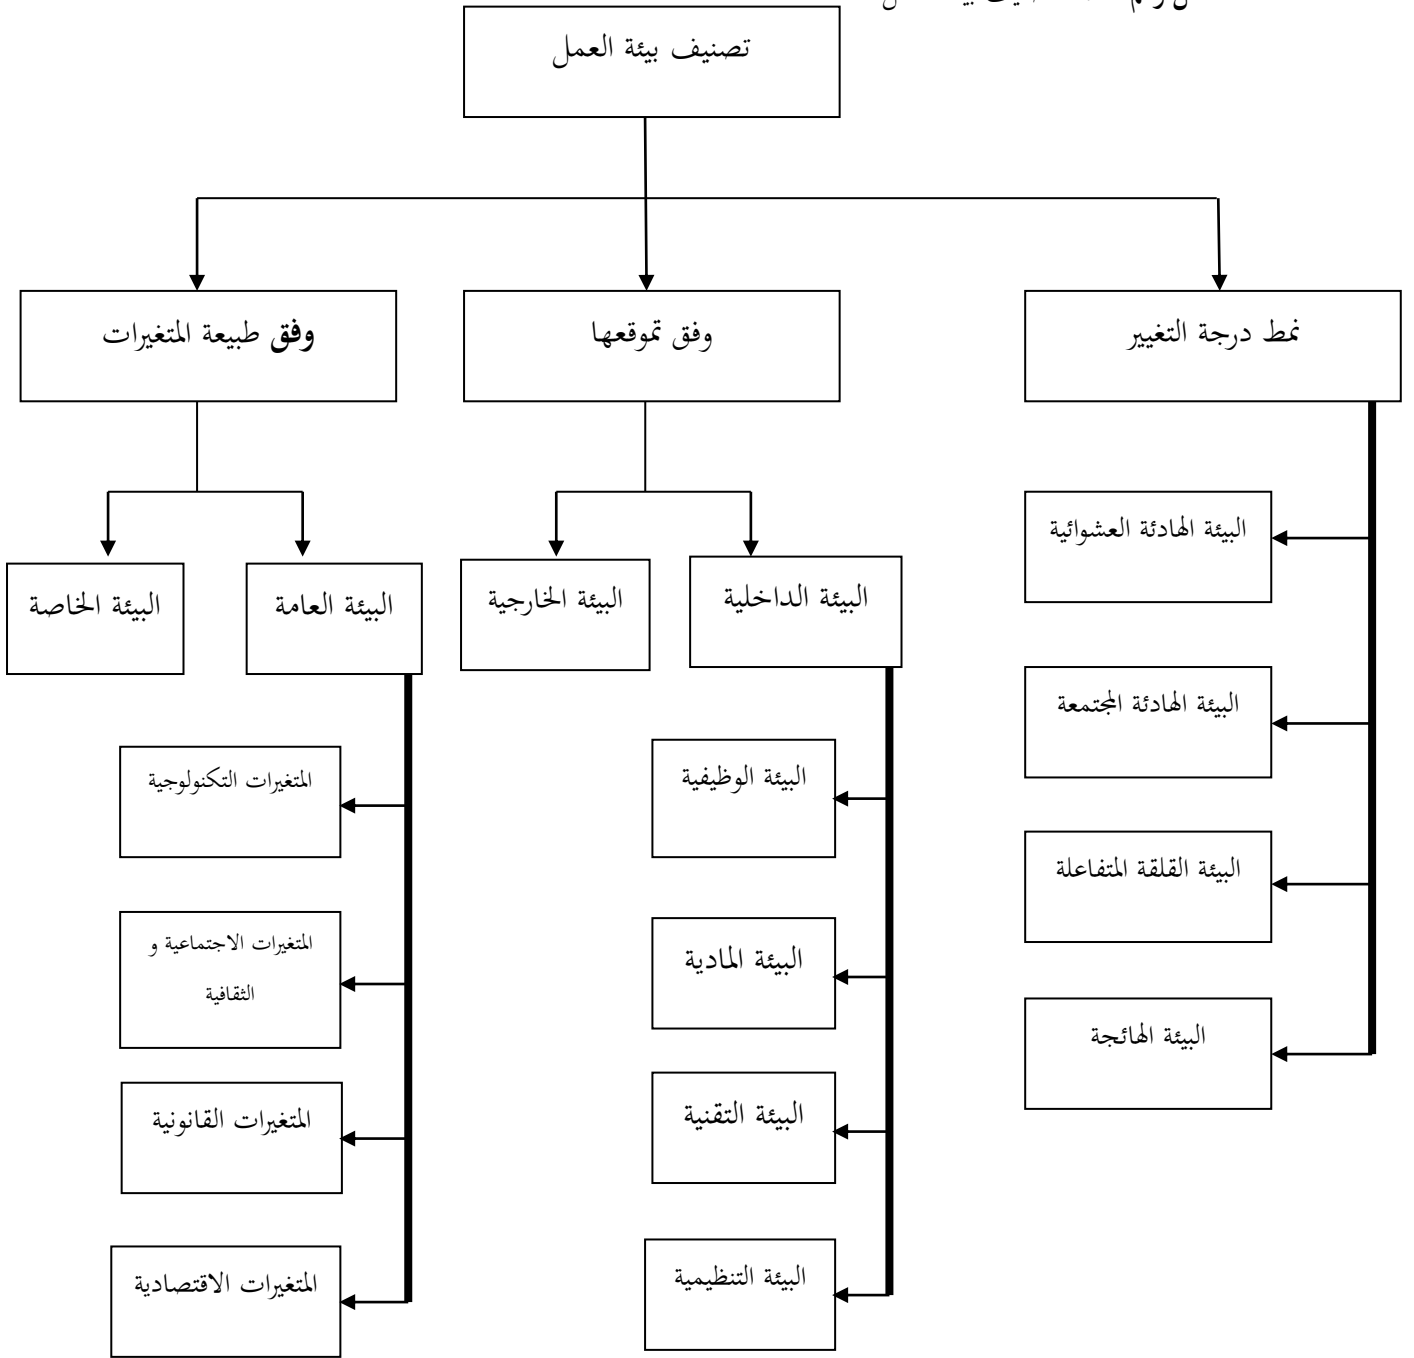 تصنيف بيئة العمل
نمط درجة التغيير
وفق تموقعها
وفق طبيعة المتغيرات
البيئة الهادئة العشوائية
البيئة الهادئة المجتمعة
البيئة القلقة المتفاعلة
البيئة الهائجة
البيئة الداخلية
البيئة الخارجية
البيئة الوظيفية
البيئة المادية
البيئة التقنية
البيئة التنظيمية
البيئة العامة
البيئة الخاصة
المتغيرات التكنولوجية
المتغيرات الاجتماعية و
الثقافية
المتغيرات القانونية
المتغيرات الاقتصادية